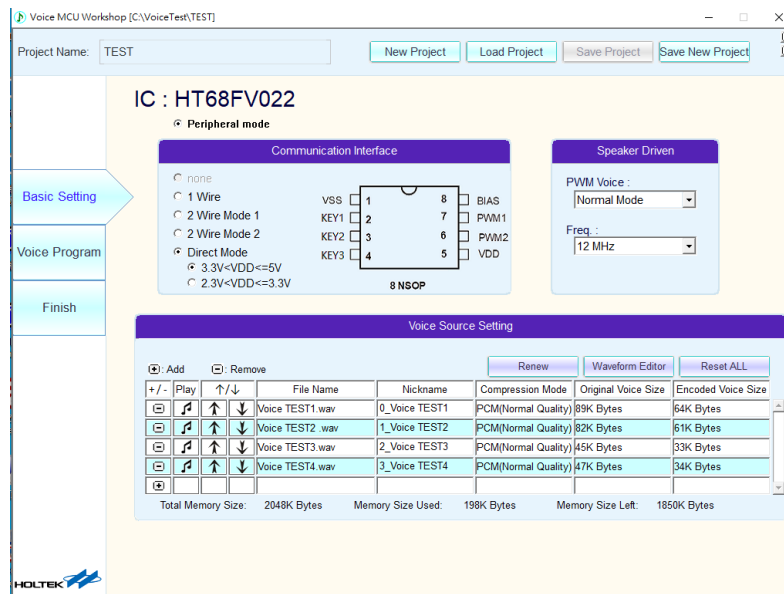 Voice MCU Workshop [C:\VoiceTest\TEST]
Project Name: TEST New Project Load Project Save Project Save New Project
IC : HT68FV022
Peripheral mode
Communication Interface
none
1 Wire
2 Wire Mode 1
2 Wire Mode 2
Direct Mode
3.3V<VDD<=5V
2.3V<VDD<=3.3V
VSS 1 8 BIAS
KEY1 2 7 PWM1
KEY2 3 6 PWM2
KEY3 4 5 VDD
8 NSOP
Speaker Driven
PWM Voice :
Normal Mode
Freq. :
12 MHz
Basic Setting
Voice Program
Finish
Voice Source Setting
+: Add -: Remove Renew Waveform Editor Reset ALL
+ / - Play ↑/↓ File Name Nickname Compression Mode Original Voice Size Encoded Voice Size
Voice TEST1.wav 0_Voice TEST1 PCM(Normal Quality) 89K Bytes 64K Bytes
Voice TEST2 .wav 1_Voice TEST2 PCM(Normal Quality) 82K Bytes 61K Bytes
Voice TEST3.wav 2_Voice TEST3 PCM(Normal Quality) 45K Bytes 33K Bytes
Voice TEST4.wav 3_Voice TEST4 PCM(Normal Quality) 47K Bytes 34K Bytes
Total Memory Size: 2048K Bytes Memory Size Used: 198K Bytes Memory Size Left: 1850K Bytes
HOLTEK